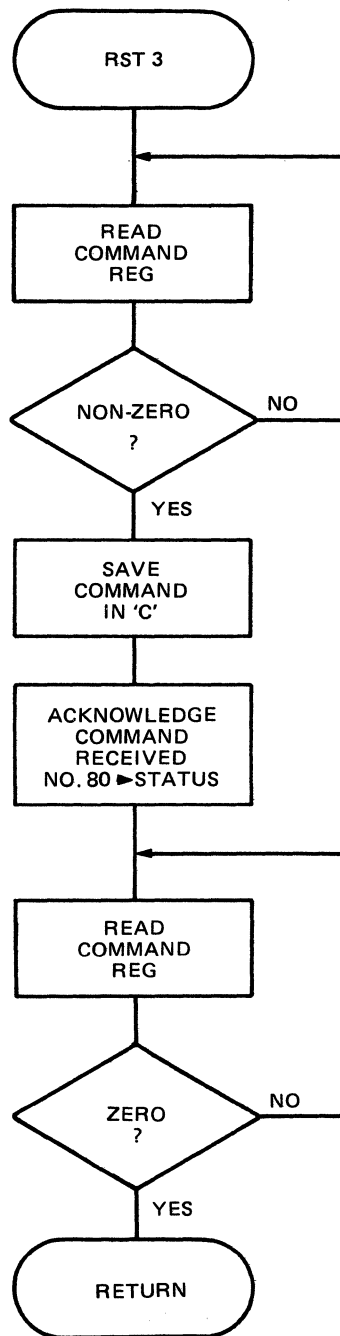 RST 3
READ
COMMAND
REG
NON-ZERO
?
NO
YES
SAVE
COMMAND
IN 'C'
ACKNOWLEDGE
COMMAND
RECEIVED
NO. 80 ►STATUS
READ
COMMAND
REG
ZERO
?
NO
YES
RETURN